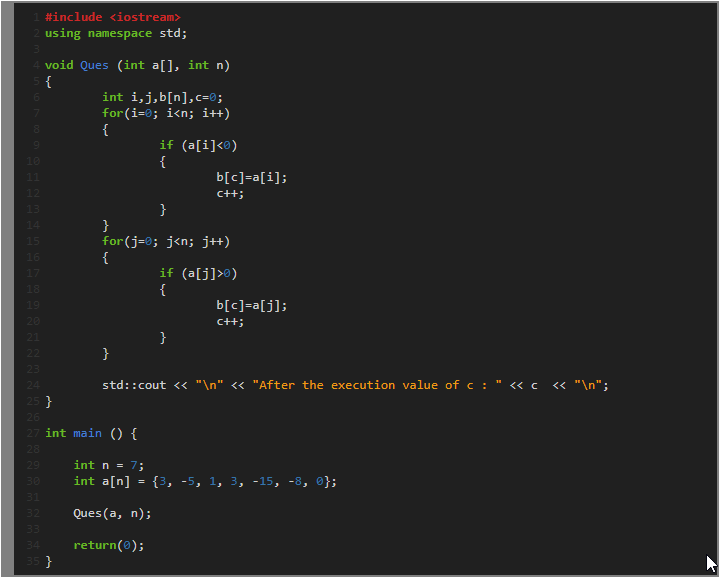 1 #include <iostream>
2 using namespace std;
3
4 void Ques (int a[], int n)
5 {
6         int i,j,b[n],c=0;
7         for(i=0; i<n; i++)
8         {
9                 if (a[i]<0)
10                 {
11                         b[c]=a[i];
12                         c++;
13                 }
14         }
15         for(j=0; j<n; j++)
16         {
17                 if (a[j]>0)
18                 {
19                         b[c]=a[j];
20                         c++;
21                 }
22         }
23
24         std::cout << "\n" << "After the execution value of c : " << c  << "\n";
25 }
26
27 int main () {
28
29     int n = 7;
30     int a[n] = {3, -5, 1, 3, -15, -8, 0};
31
32     Ques(a, n);
33
34     return(0);
35 }